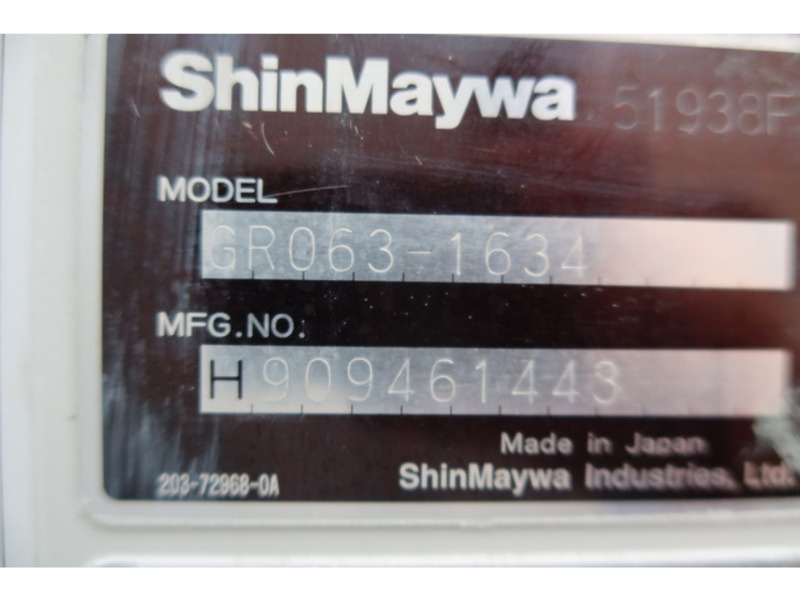 ShinMaywa 51938F
MODEL
GR063-1634
MFG.NO.
H909461443
Made in Japan
ShinMaywa Industries, Ltd.
203-72968-0A